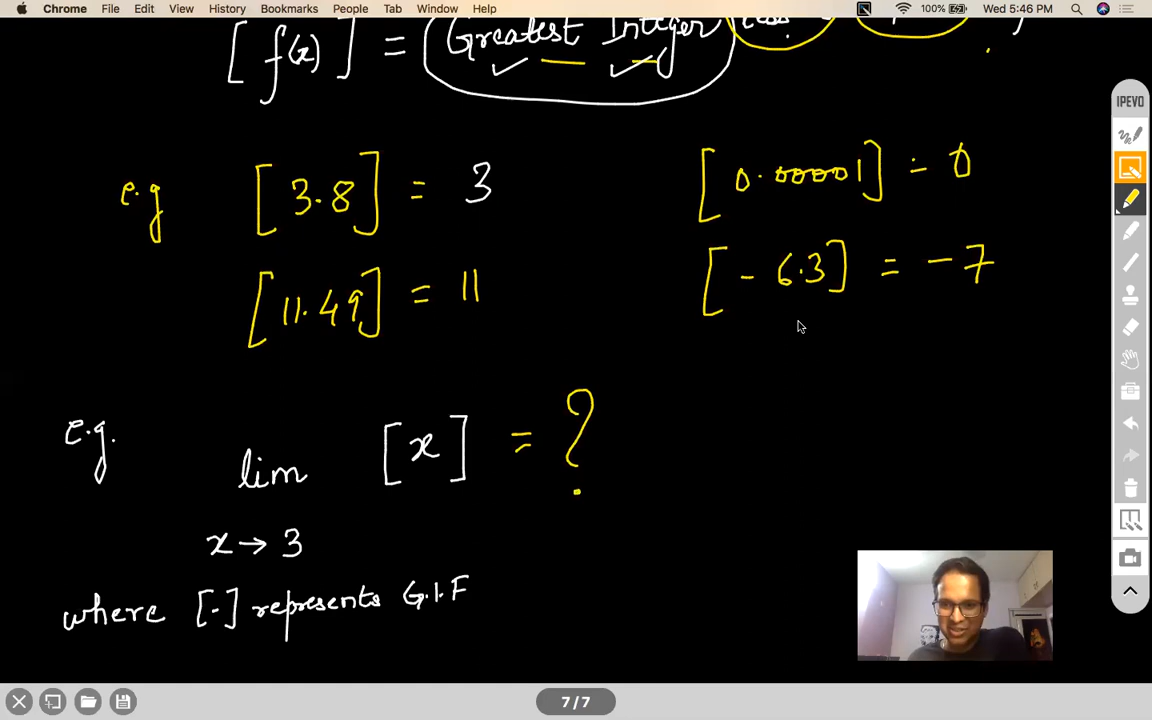 Chrome File Edit View History Bookmarks People Tab Window Help 100% Wed 5:46 PM
[f(x)] = Greatest Integer
IPEVO
e.g [3.8] = 3 [0.00001] = 0
[11.49] = 11 [-6.3] = -7
e.g. lim [x] = ?
x → 3
where [·] represents G.I.F
7/7